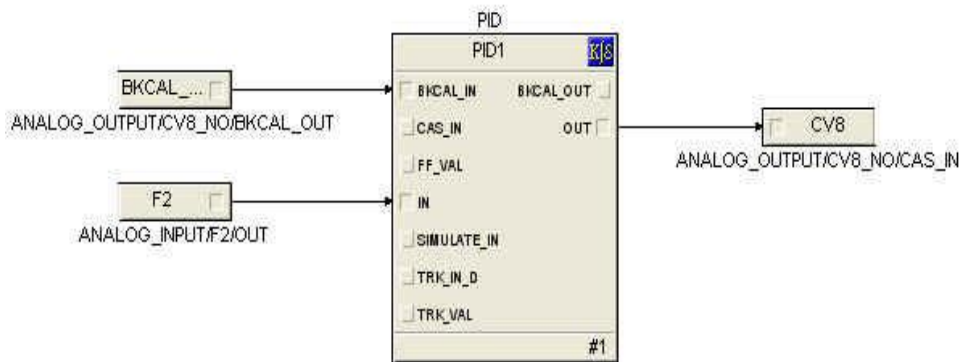 PID
PID1
BKCAL_...
ANALOG_OUTPUT/CV8_NO/BKCAL_OUT
F2
ANALOG_INPUT/F2/OUT
BKCAL_IN
CAS_IN
FF_VAL
IN
SIMULATE_IN
TRK_IN_D
TRK_VAL
BKCAL_OUT
OUT
#1
CV8
ANALOG_OUTPUT/CV8_NO/CAS_IN